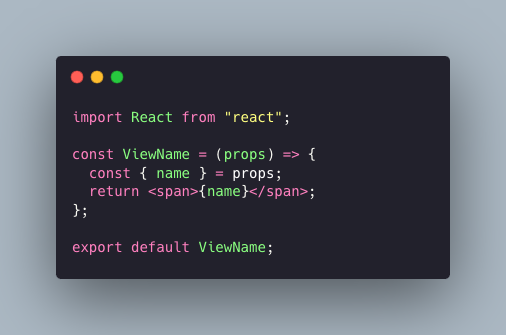 import React from "react";
const ViewName = (props) => {
  const { name } = props;
  return <span>{name}</span>;
};
export default ViewName;